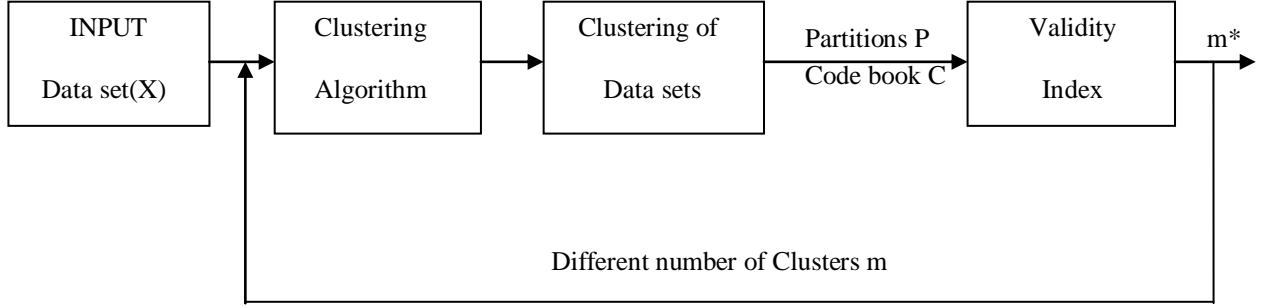 INPUT
Data set(X)
Clustering
Algorithm
Clustering of
Data sets
Partitions P
Code book C
Validity
Index
m*
Different number of Clusters m